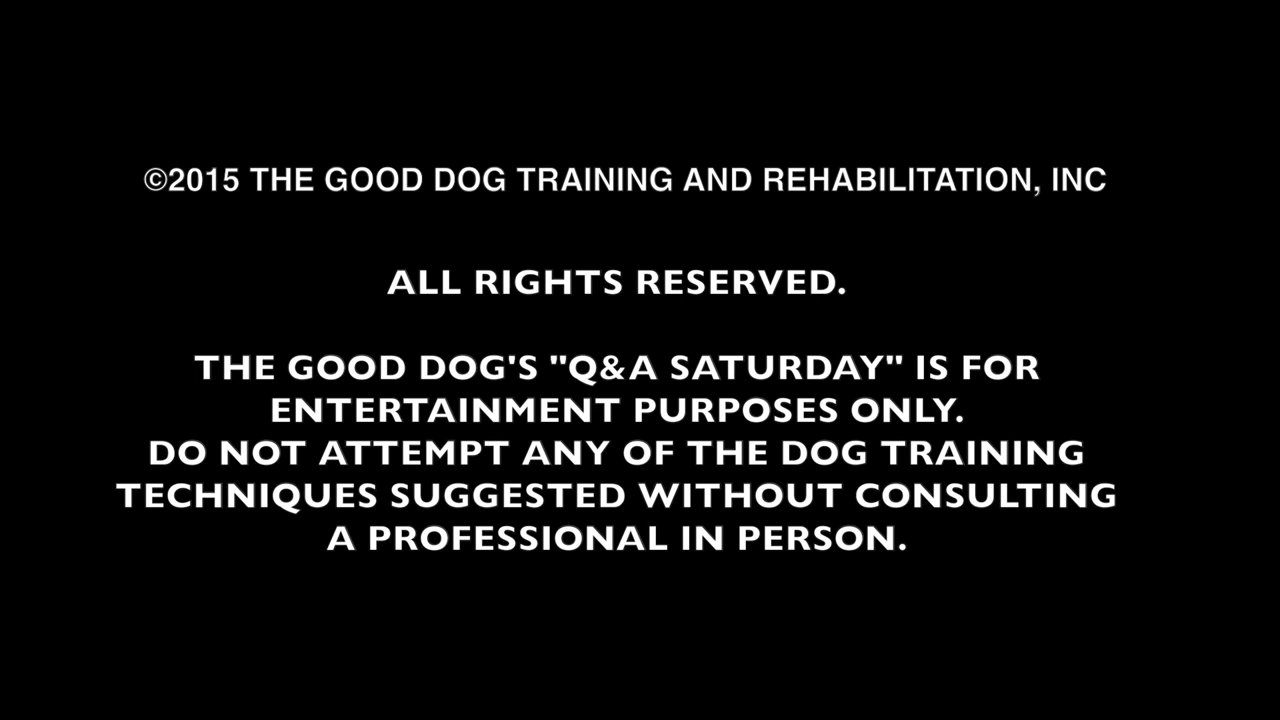 ©2015 THE GOOD DOG TRAINING AND REHABILITATION, INC
ALL RIGHTS RESERVED.
THE GOOD DOG'S "Q&A SATURDAY" IS FOR
ENTERTAINMENT PURPOSES ONLY.
DO NOT ATTEMPT ANY OF THE DOG TRAINING
TECHNIQUES SUGGESTED WITHOUT CONSULTING
A PROFESSIONAL IN PERSON.